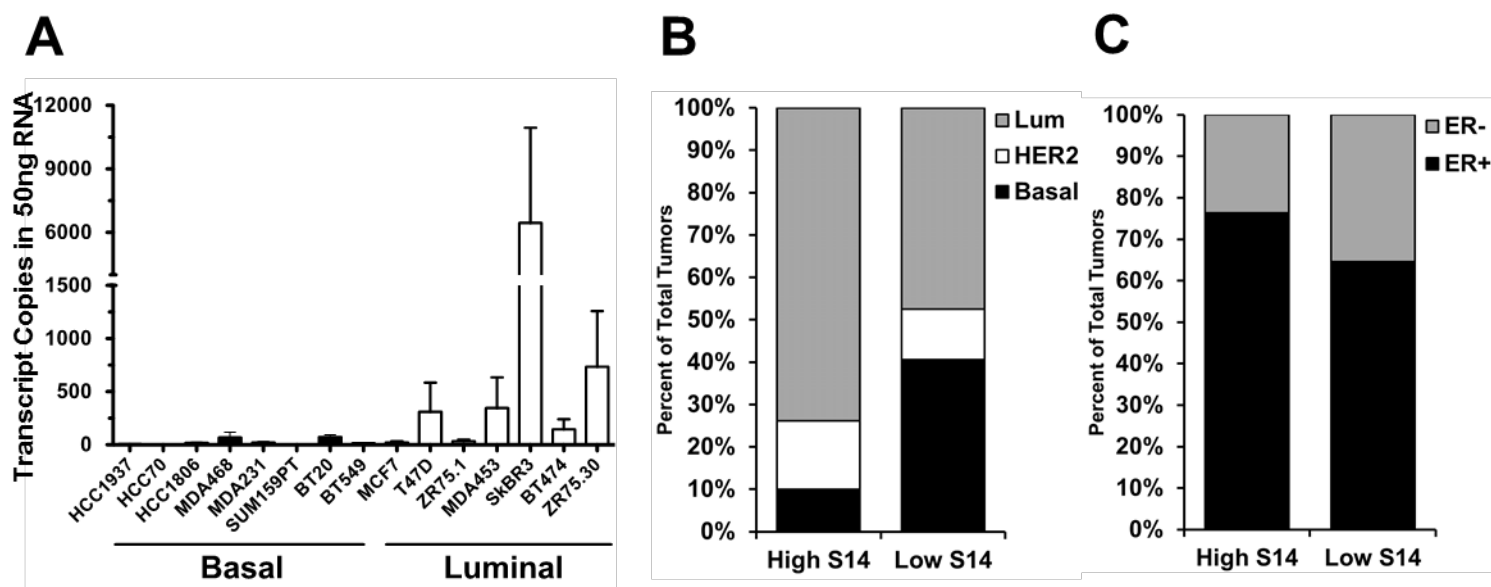 A
Transcript Copies in 50ng RNA
12000
9000
6000
1500
1000
500
0
HCC1937
HCC70
HCC1806
MDA468
MDA231
SUM159PT
BT20
BT549
MCF7
T47D
ZR75.1
MDA453
SkBR3
BT474
ZR75.30
Basal
Luminal
B
Percent of Total Tumors
100%
90%
80%
70%
60%
50%
40%
30%
20%
10%
0%
High S14
Low S14
Lum
HER2
Basal
C
Percent of Total Tumors
100%
90%
80%
70%
60%
50%
40%
30%
20%
10%
0%
High S14
Low S14
ER-
ER+